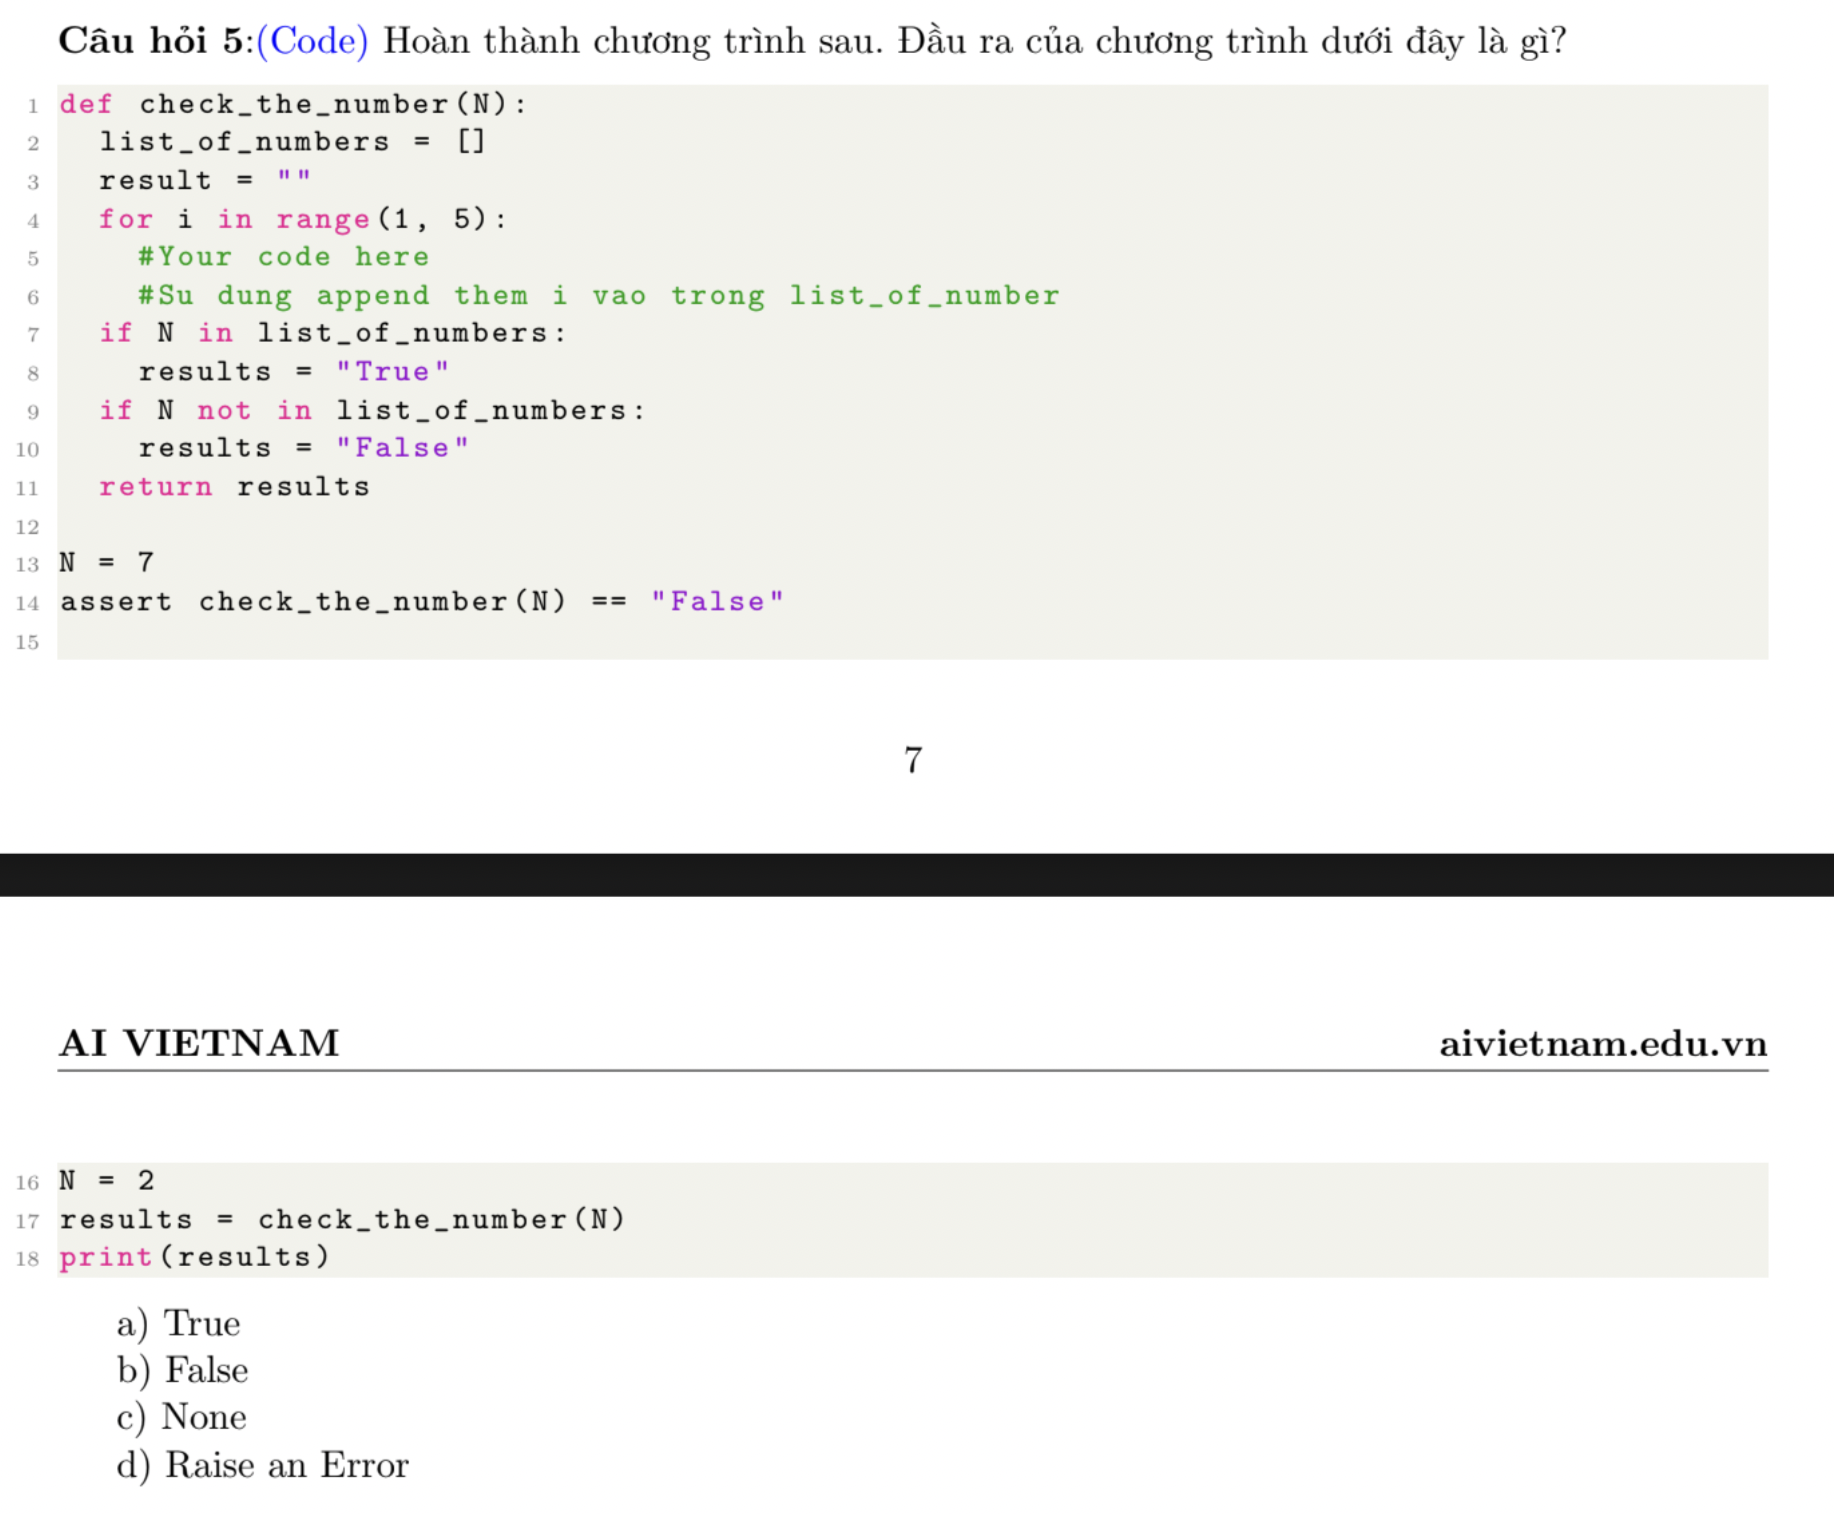 Câu hỏi 5:(Code) Hoàn thành chương trình sau. Đầu ra của chương trình dưới đây là gì?
1 def check_the_number(N):
2   list_of_numbers = []
3   result = ""
4   for i in range(1, 5):
5     #Your code here
6     #Su dung append them i vao trong list_of_number
7   if N in list_of_numbers:
8     results = "True"
9   if N not in list_of_numbers:
10     results = "False"
11   return results
12
13 N = 7
14 assert check_the_number(N) == "False"
15
7
AI VIETNAM aivietnam.edu.vn
16 N = 2
17 results = check_the_number(N)
18 print(results)
a) True
b) False
c) None
d) Raise an Error